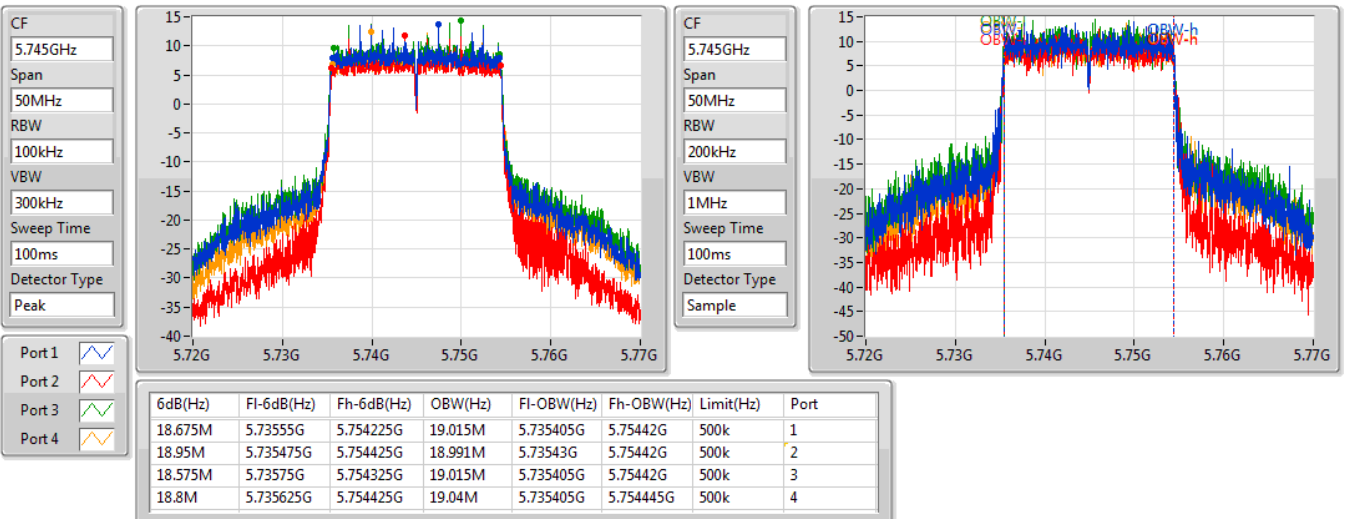 CF
5.745GHz
Span
50MHz
RBW
100kHz
VBW
300kHz
Sweep Time
100ms
Detector Type
Peak
15
10
5
0
-5
-10
-15
-20
-25
-30
-35
-40
5.72G 5.73G 5.74G 5.75G 5.76G 5.77G
CF
5.745GHz
Span
50MHz
RBW
200kHz
VBW
1MHz
Sweep Time
100ms
Detector Type
Sample
15
10
5
0
-5
-10
-15
-20
-25
-30
-35
-40
-45
-50
OBW-l OBW-h
OBW-l OBW-h
5.72G 5.73G 5.74G 5.75G 5.76G 5.77G
Port 1
Port 2
Port 3
Port 4
6dB(Hz) Fl-6dB(Hz) Fh-6dB(Hz) OBW(Hz) Fl-OBW(Hz) Fh-OBW(Hz) Limit(Hz) Port
18.675M 5.73555G 5.754225G 19.015M 5.735405G 5.75442G 500k 1
18.95M 5.735475G 5.754425G 18.991M 5.73543G 5.75442G 500k 2
18.575M 5.73575G 5.754325G 19.015M 5.735405G 5.75442G 500k 3
18.8M 5.735625G 5.754425G 19.04M 5.735405G 5.754445G 500k 4